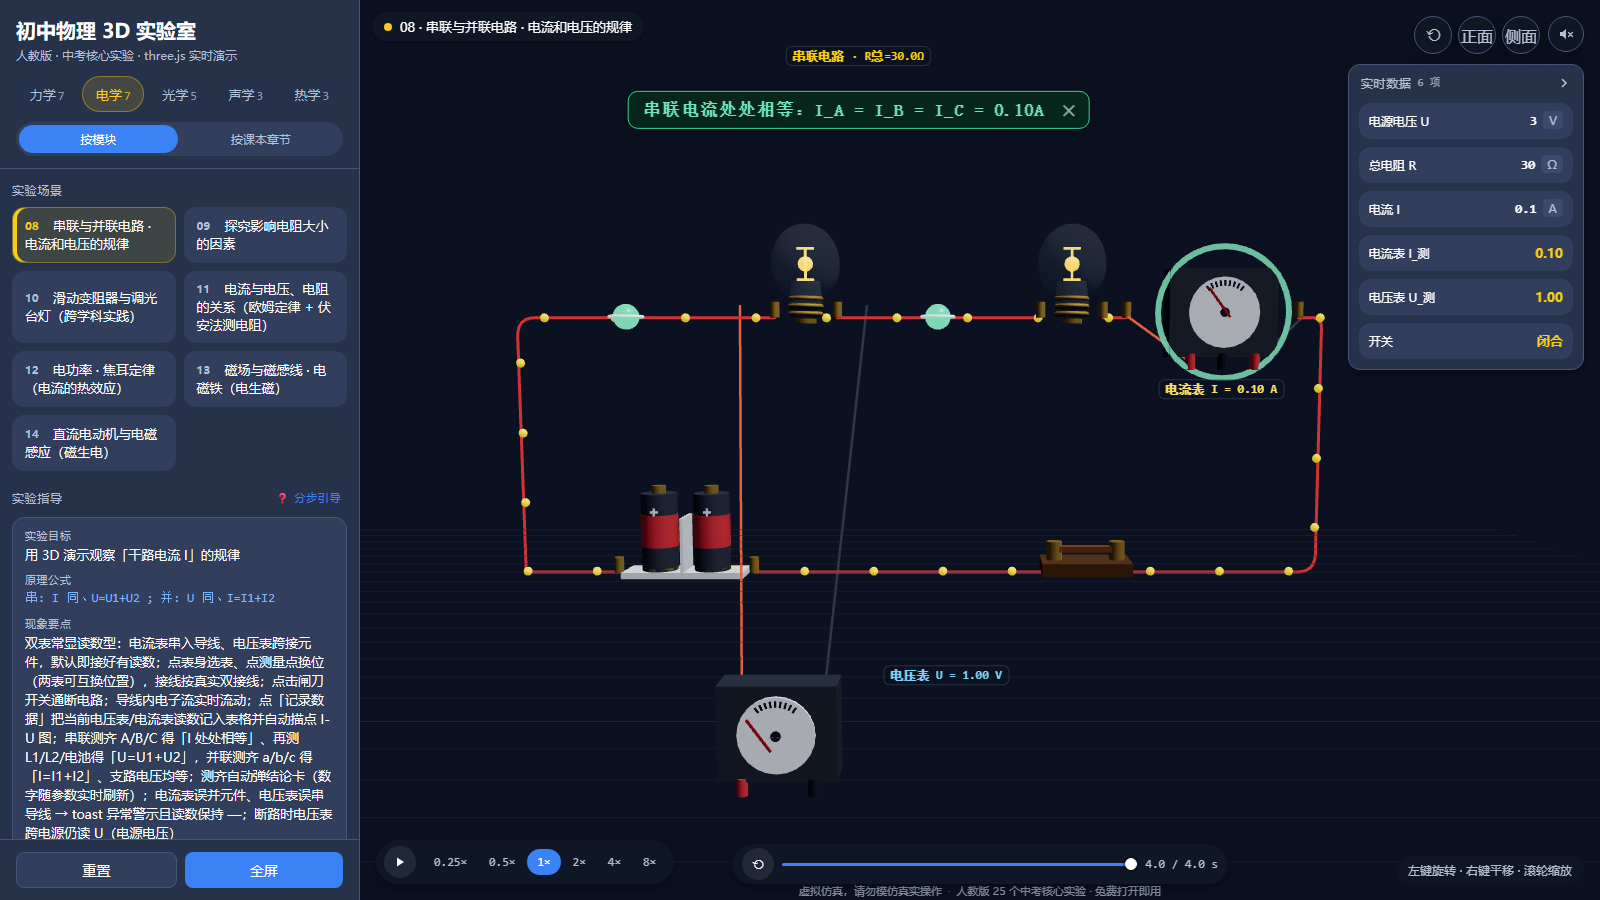 初中物理 3D 实验室
人教版 · 中考核心实验 · three.js 实时演示
力学 7
电学 7
光学 5
声学 3
热学 3
按模块
按课本章节
实验场景
08 串联与并联电路 ·
电流和电压的规律
09 探究影响电阻大小
的因素
10 滑动变阻器与调光
台灯（跨学科实践）
11 电流与电压、电阻
的关系（欧姆定律 + 伏
安法测电阻）
12 电功率 · 焦耳定律
（电流的热效应）
13 磁场与磁感线 · 电
磁铁（电生磁）
14 直流电动机与电磁
感应（磁生电）
实验指导
❓ 分步引导
实验目标
用 3D 演示观察「干路电流 I」的规律
原理公式
串: I 同、U=U1+U2 ; 并: U 同、I=I1+I2
现象要点
双表常显读数型：电流表串入导线、电压表跨接元
件，默认即接好有读数；点表身选表、点测量点换位
（两表可互换位置），接线按真实双接线；点击闸刀
开关通断电路；导线内电子流实时流动；点「记录数
据」把当前电压表/电流表读数记入表格并自动描点 I-
U 图；串联测齐 A/B/C 得「I 处处相等」、再测
L1/L2/电池得「U=U1+U2」，并联测齐 a/b/c 得
「I=I1+I2」、支路电压均等；测齐自动弹结论卡（数
字随参数实时刷新）；电流表误并元件、电压表误串
导线 → toast 异常警示且读数保持 —；断路时电压表
跨电源仍读 U（电源电压）
重置
全屏
08 · 串联与并联电路 · 电流和电压的规律
串联电路 · R总=30.0Ω
串联电流处处相等：I_A = I_B = I_C = 0.10A
正面
侧面
实时数据 6 项
电源电压 U 3 V
总电阻 R 30 Ω
电流 I 0.1 A
电流表 I_测 0.10
电压表 U_测 1.00
开关 闭合
电流表 I = 0.10 A
电压表 U = 1.00 V
0.25×
0.5×
1×
2×
4×
8×
4.0 / 4.0 s
左键旋转 · 右键平移 · 滚轮缩放
虚拟仿真，请勿模仿真实操作 · 人教版 25 个中考核心实验 · 免费打开即用